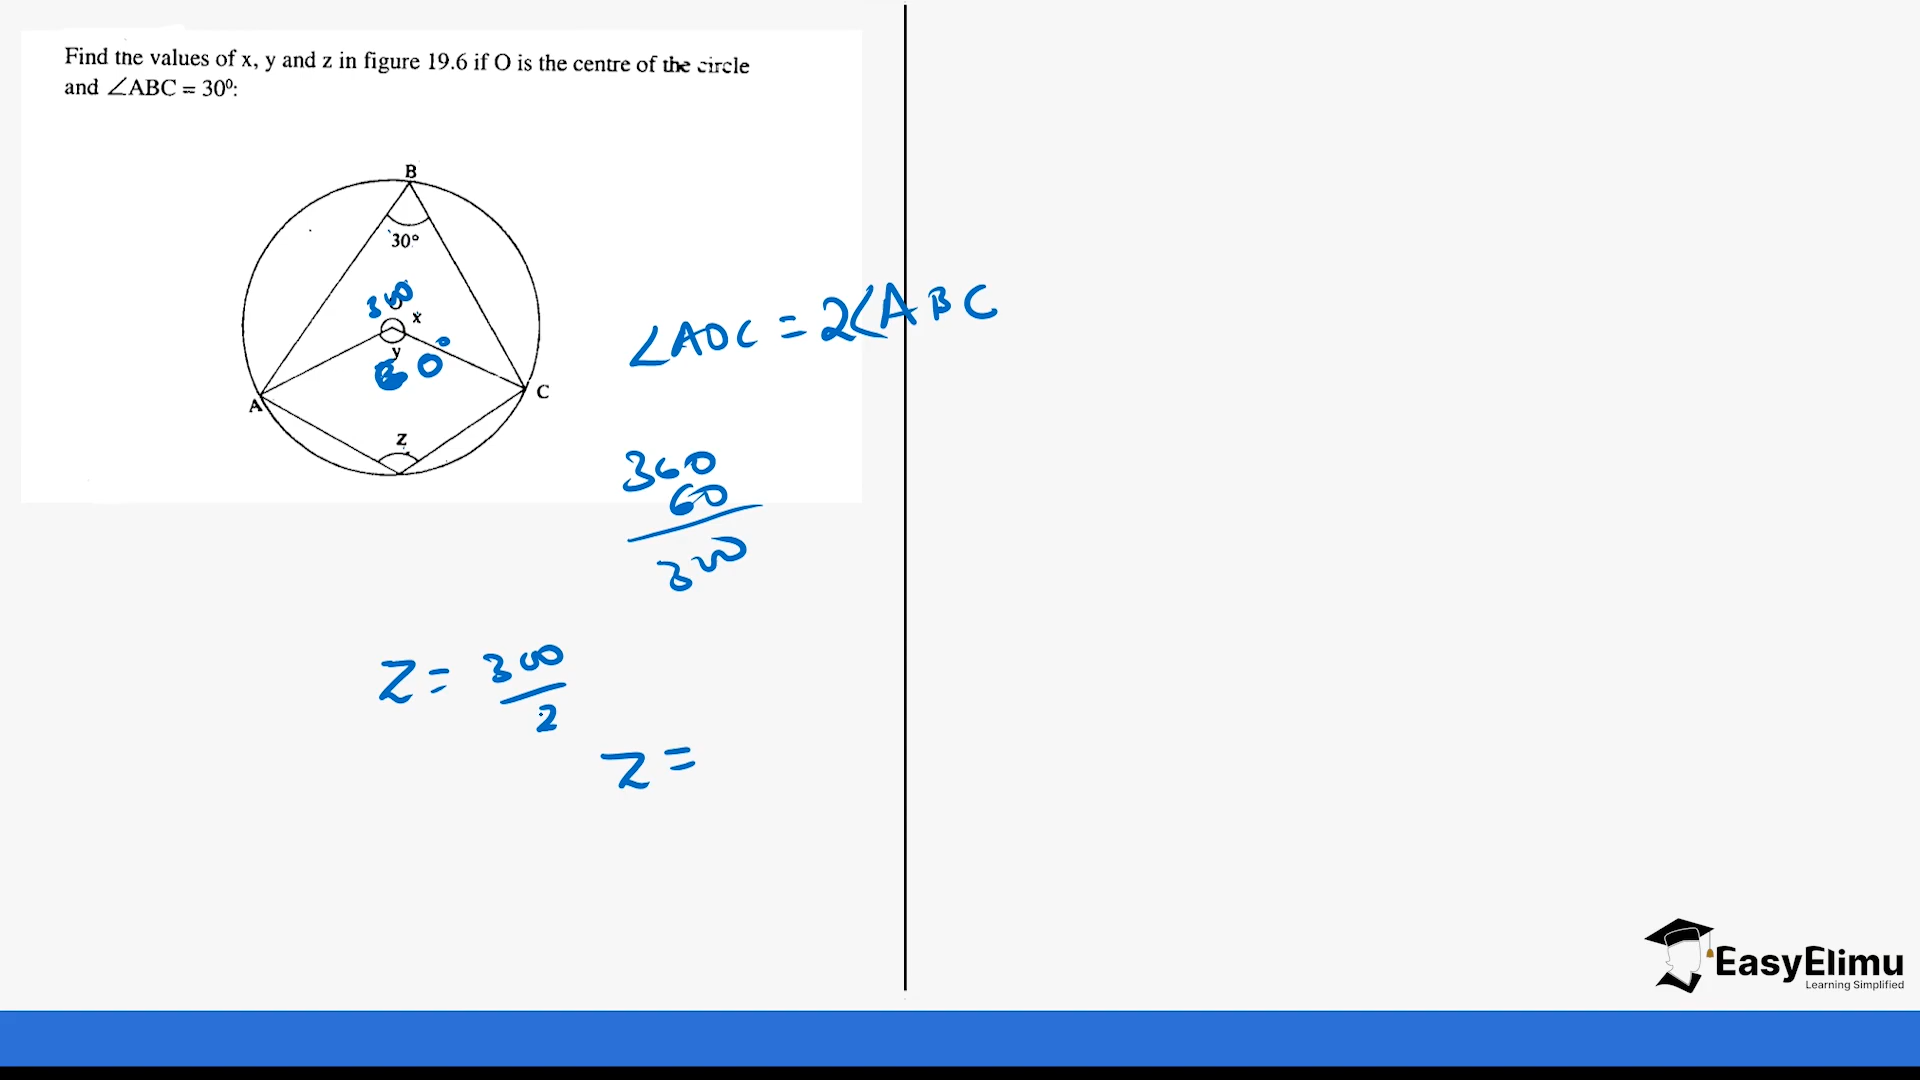 Find the values of x, y and z in figure 19.6 if O is the centre of the circle
and ∠ABC = 30⁰:
B
30°
300
x
y
60°
A
C
z
∠AOC = 2∠ABC
360
60
300
Z = 300
2
Z =
EasyElimu
Learning Simplified